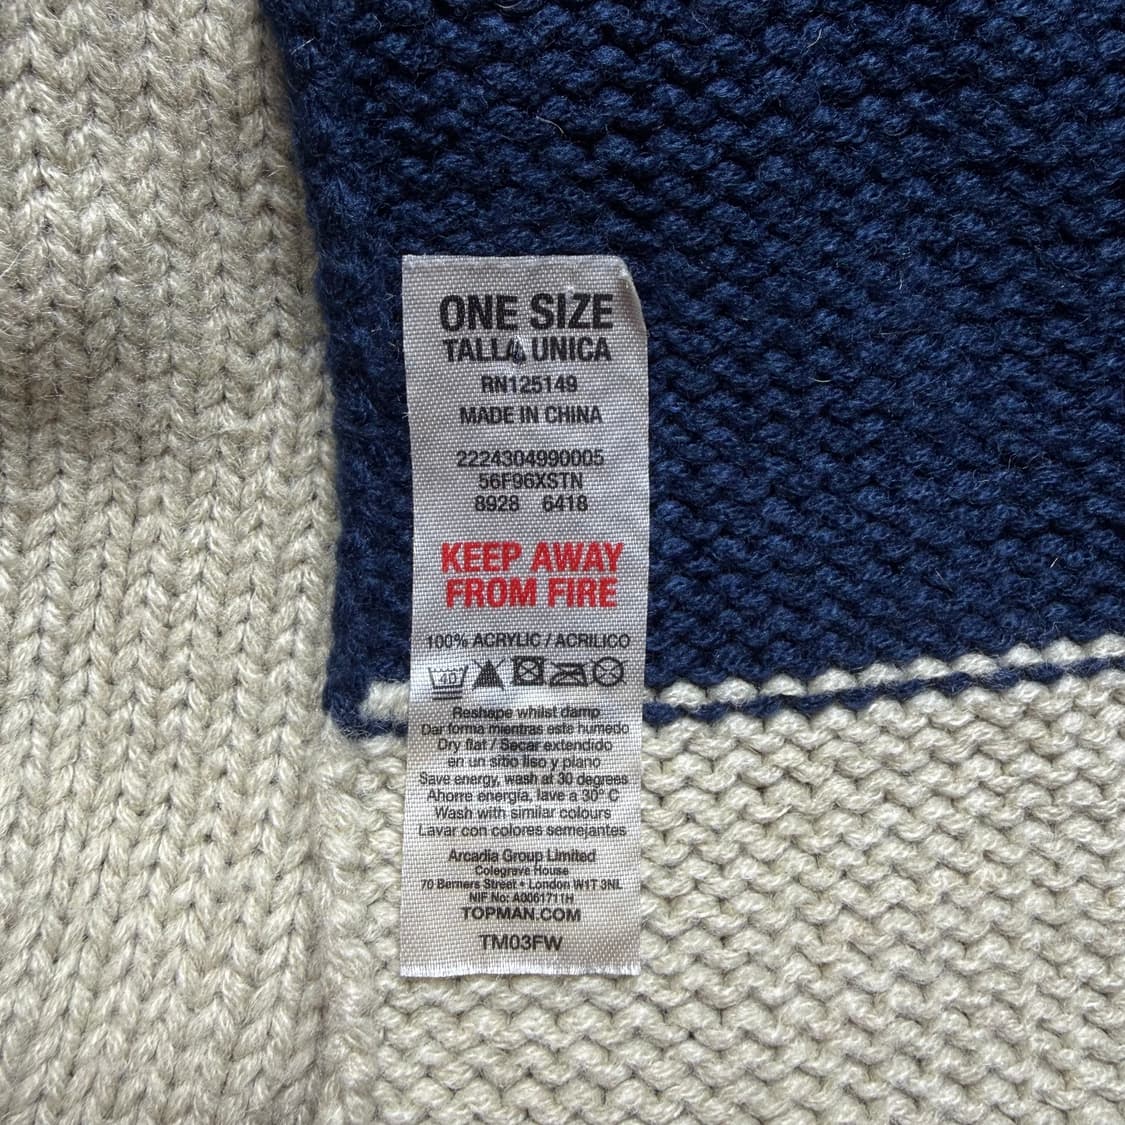 ONE SIZE
TALLA UNICA
RN125149
MADE IN CHINA
2224304990005
56F96XSTN
8928 6418
KEEP AWAY
FROM FIRE
100% ACRYLIC / ACRILICO
40
Reshape whilst damp
Dar forma mientras este humedo
Dry flat / Secar extendido
en un sitio liso y plano
Save energy, wash at 30 degrees
Ahorre energía, lave a 30° C
Wash with similar colours
Lavar con colores semejantes
Arcadia Group Limited
Colegrave House
70 Berners Street • London W1T 3NL
NIF No: A0061711H
TOPMAN.COM
TM03FW